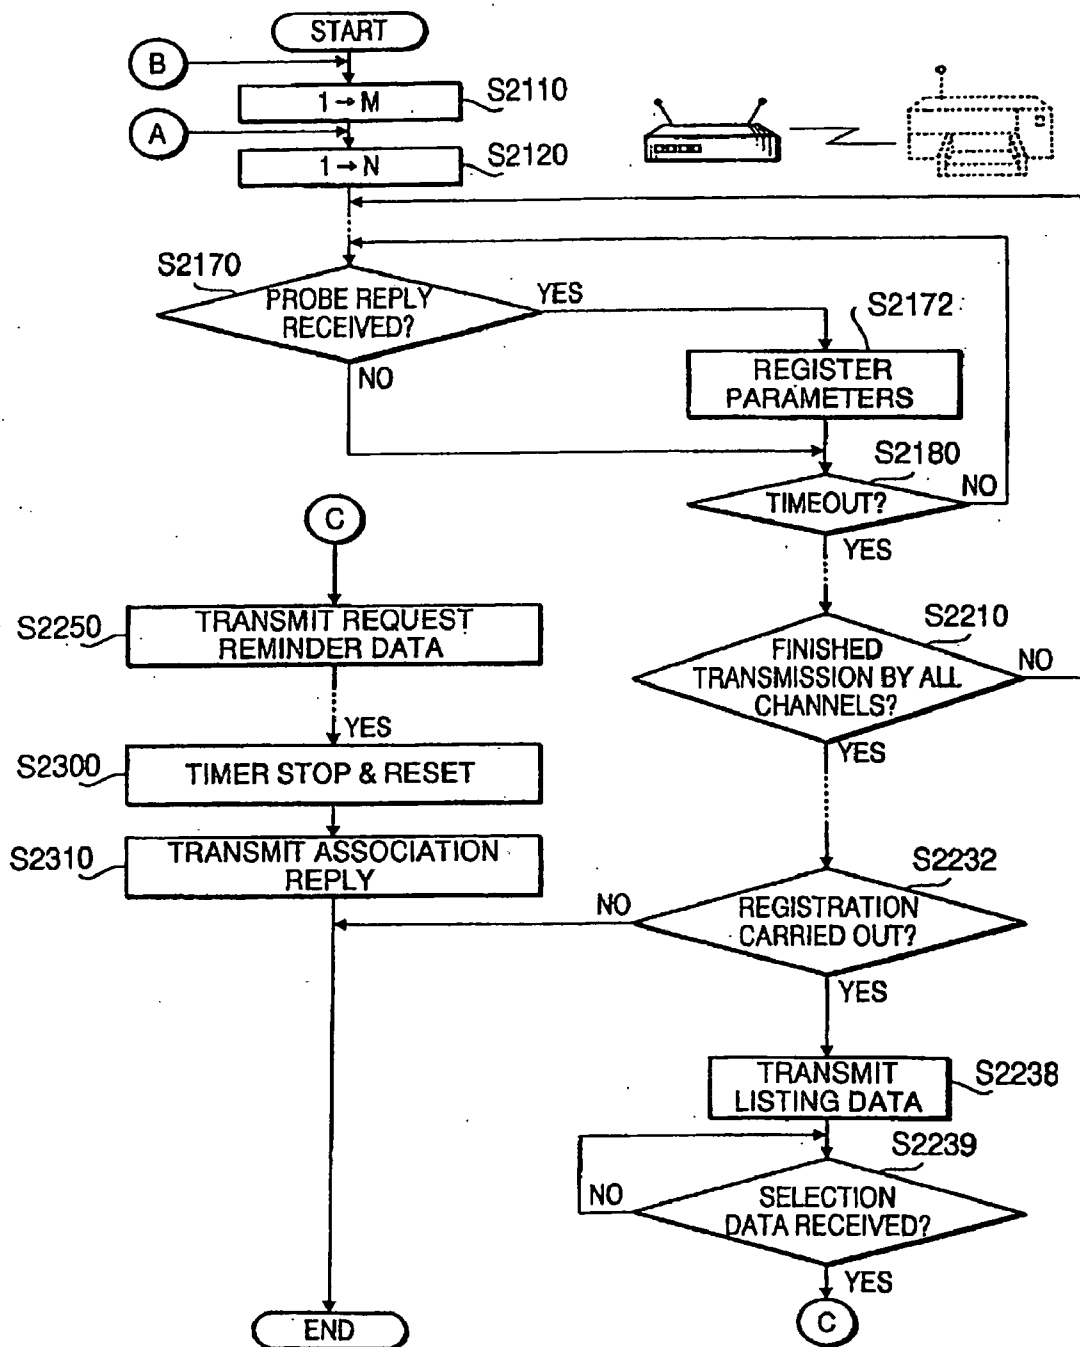 START
B
S2110
1→M
A
S2120
1→N
S2170
PROBE REPLY
RECEIVED?
YES
NO
S2172
REGISTER
PARAMETERS
S2180
TIMEOUT?
NO
YES
C
S2250
TRANSMIT REQUEST
REMINDER DATA
YES
S2210
FINISHED
TRANSMISSION BY ALL
CHANNELS?
NO
YES
S2300
TIMER STOP & RESET
S2310
TRANSMIT ASSOCIATION
REPLY
S2232
REGISTRATION
CARRIED OUT?
NO
YES
TRANSMIT
LISTING DATA
S2238
S2239
SELECTION
DATA RECEIVED?
NO
YES
C
END